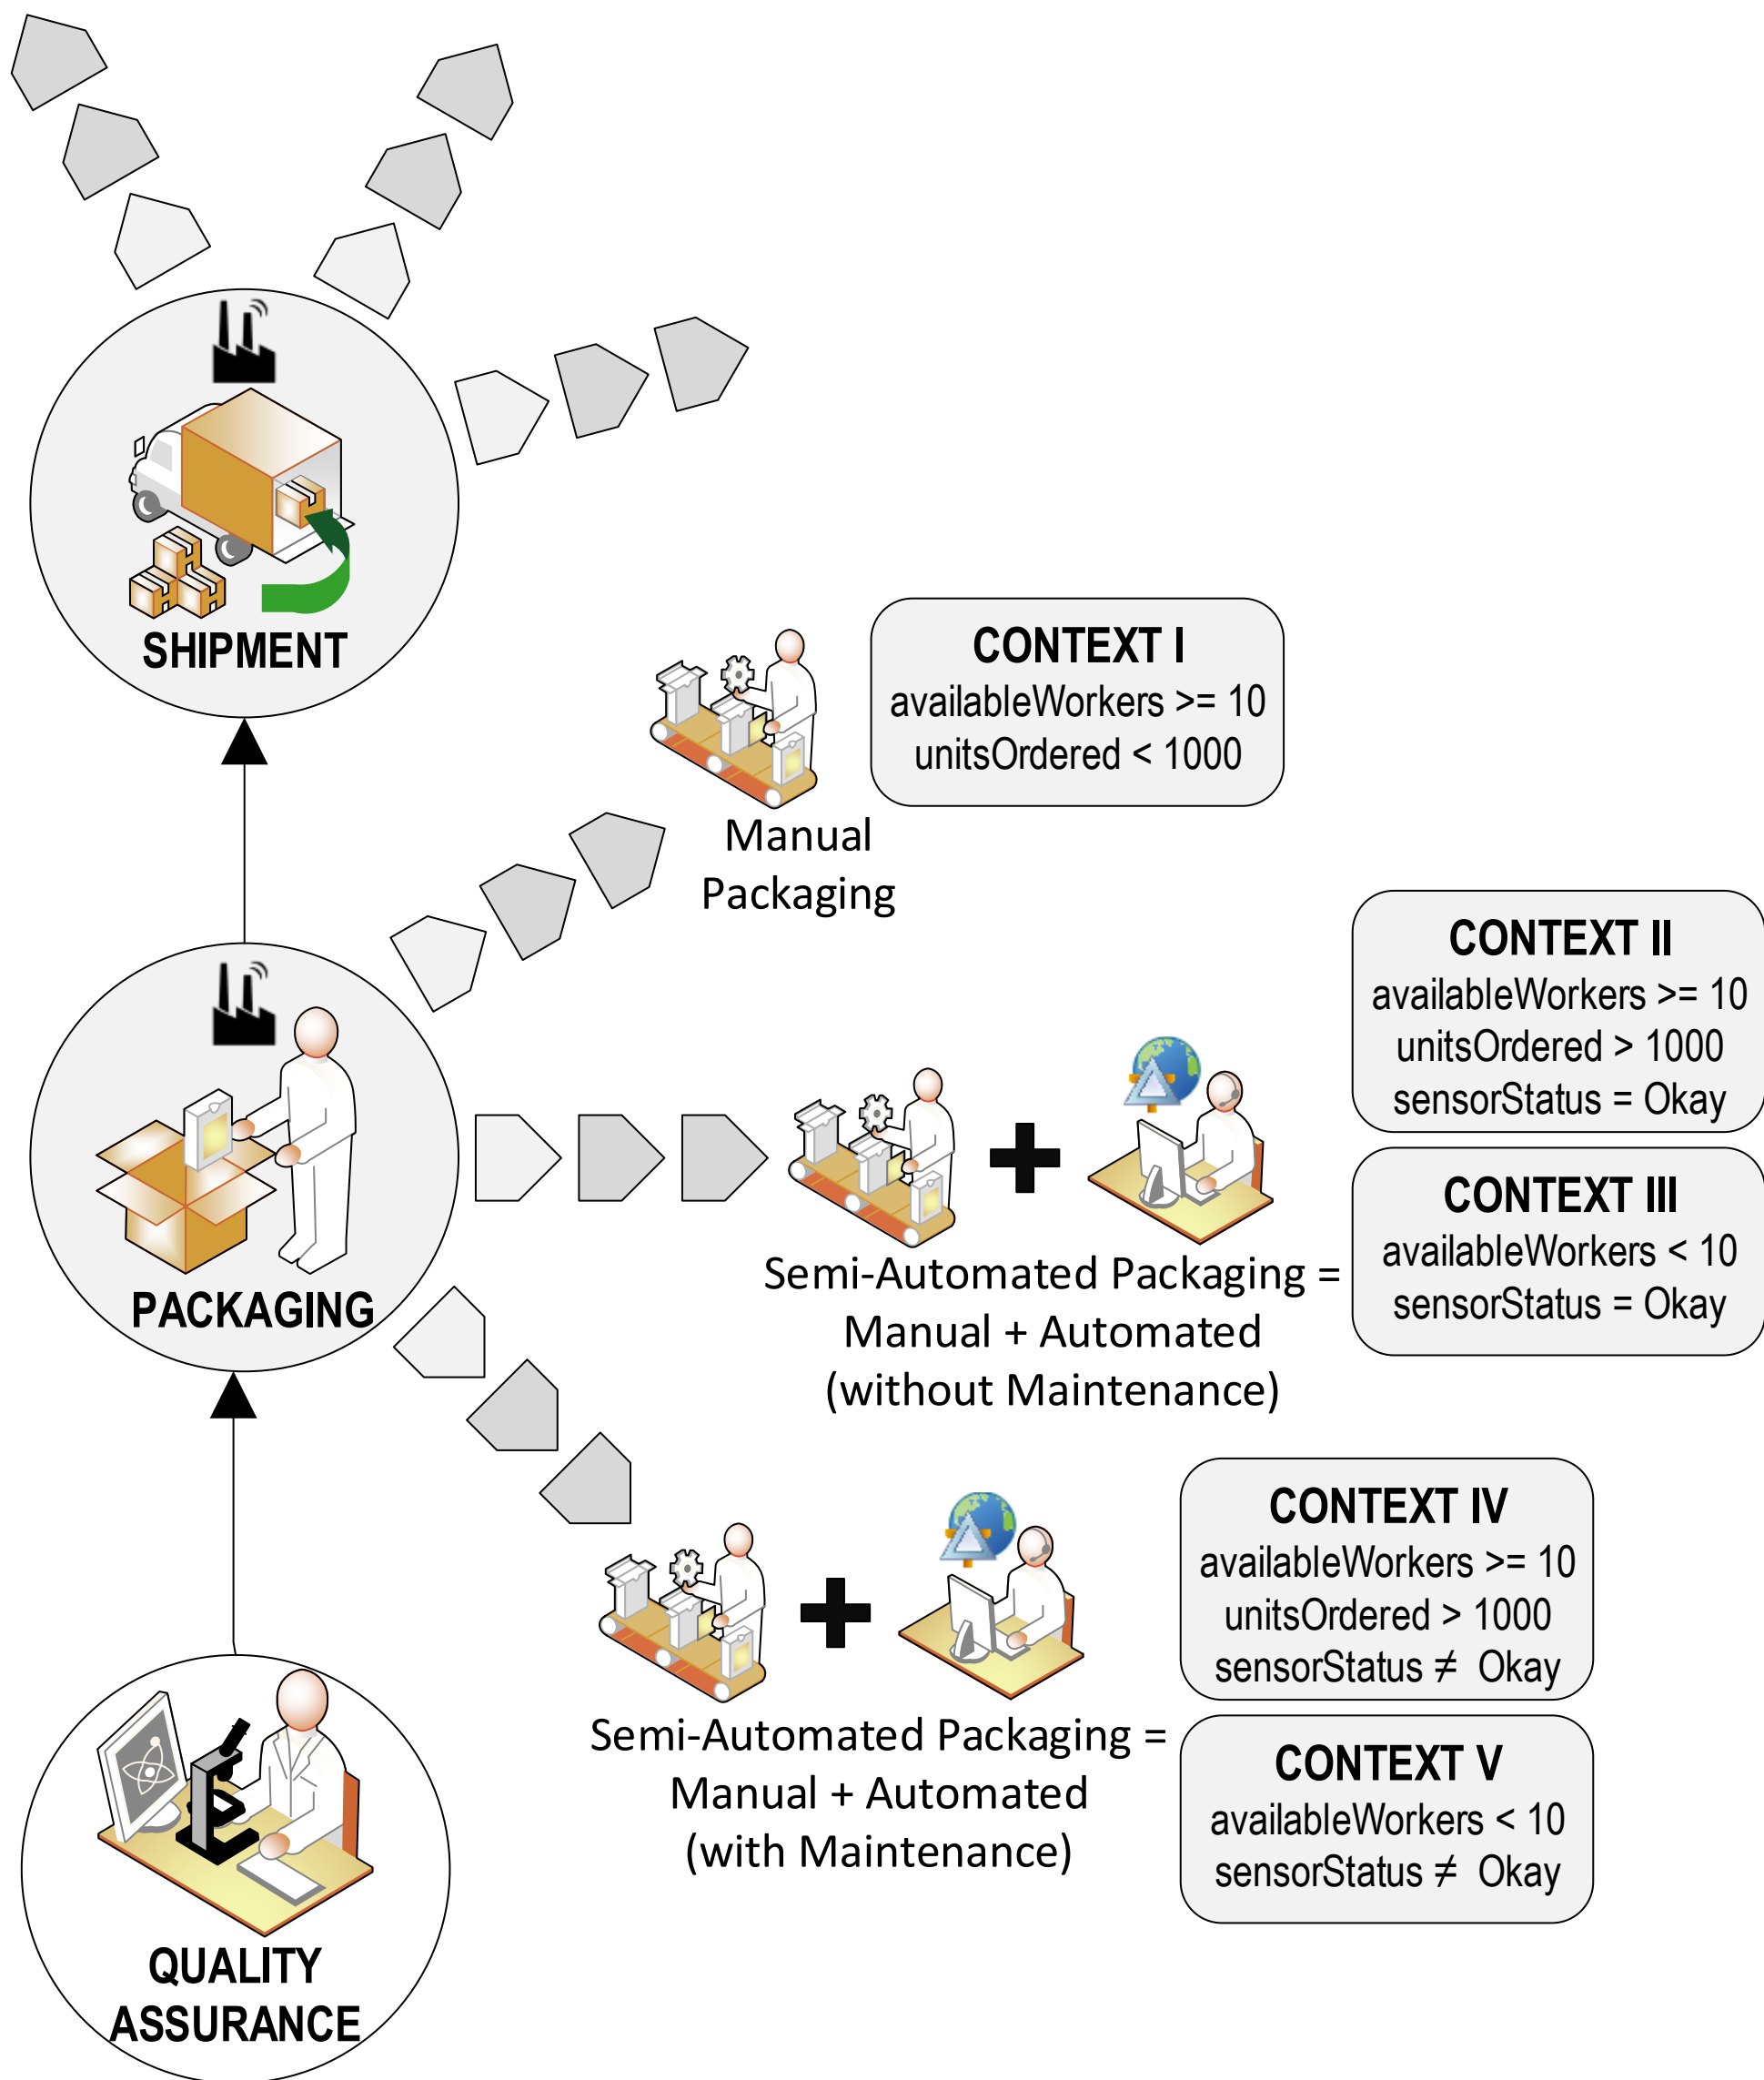 SHIPMENT
CONTEXT I
availableWorkers >= 10
unitsOrdered < 1000
Manual
Packaging
CONTEXT II
availableWorkers >= 10
unitsOrdered > 1000
sensorStatus = Okay
CONTEXT III
availableWorkers < 10
sensorStatus = Okay
PACKAGING
Semi-Automated Packaging =
Manual + Automated
(without Maintenance)
CONTEXT IV
availableWorkers >= 10
unitsOrdered > 1000
sensorStatus ≠ Okay
Semi-Automated Packaging =
Manual + Automated
(with Maintenance)
CONTEXT V
availableWorkers < 10
sensorStatus ≠ Okay
QUALITY
ASSURANCE